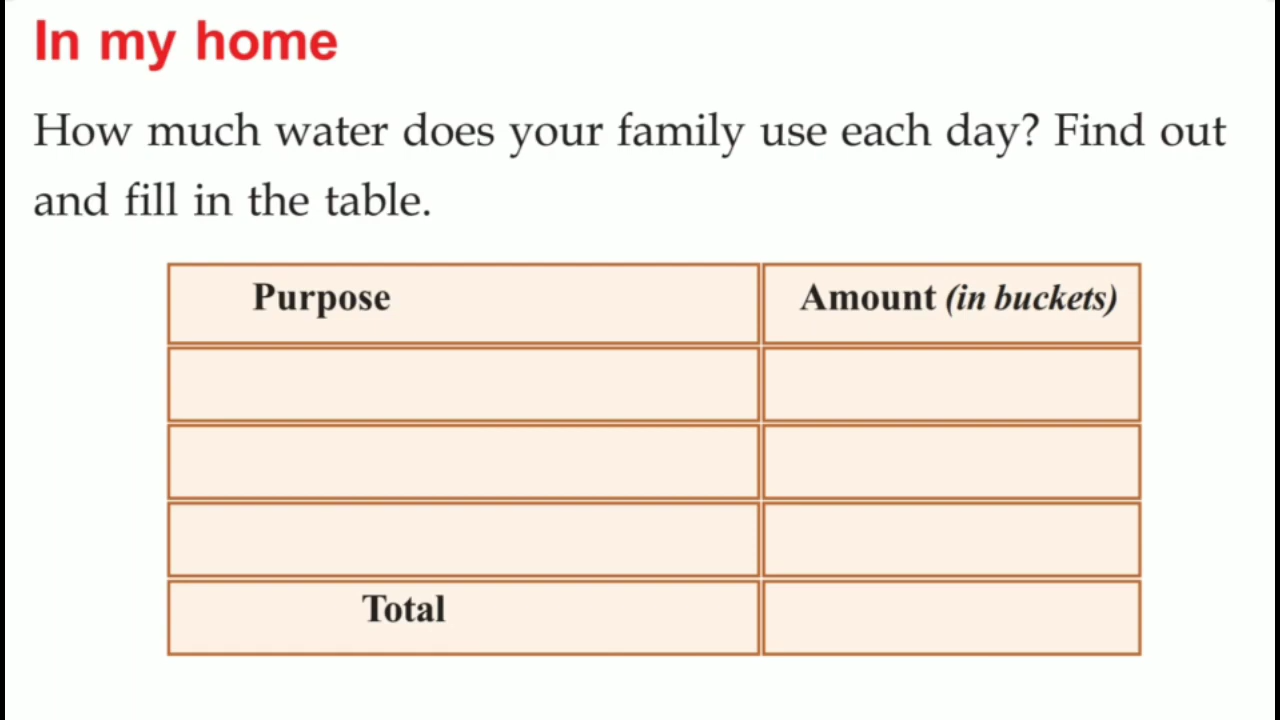 In my home
How much water does your family use each day? Find out
and fill in the table.
Purpose Amount (in buckets)
Total